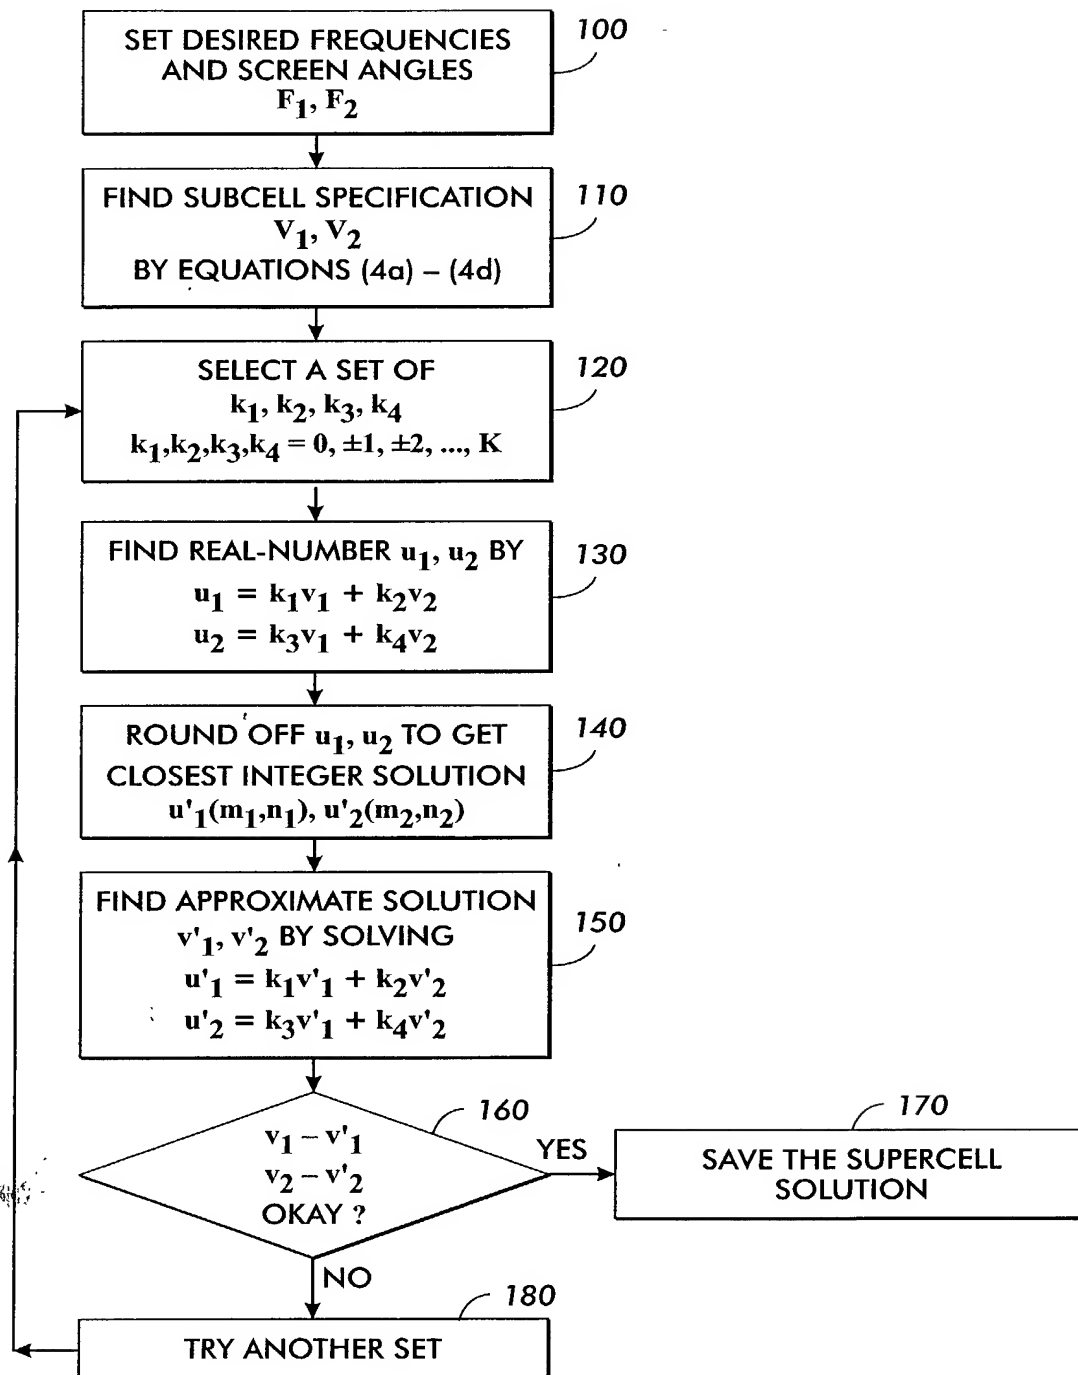 SET DESIRED FREQUENCIES
AND SCREEN ANGLES
F1, F2
100
FIND SUBCELL SPECIFICATION
V1, V2
BY EQUATIONS (4a) – (4d)
110
SELECT A SET OF
k1, k2, k3, k4
k1,k2,k3,k4 = 0, ±1, ±2, ..., K
120
FIND REAL-NUMBER u1, u2 BY
u1 = k1v1 + k2v2
u2 = k3v1 + k4v2
130
ROUND OFF u1, u2 TO GET
CLOSEST INTEGER SOLUTION
u'1(m1,n1), u'2(m2,n2)
140
FIND APPROXIMATE SOLUTION
v'1, v'2 BY SOLVING
u'1 = k1v'1 + k2v'2
u'2 = k3v'1 + k4v'2
150
v1 – v'1
v2 – v'2
OKAY ?
160
YES
SAVE THE SUPERCELL
SOLUTION
170
NO
TRY ANOTHER SET
180